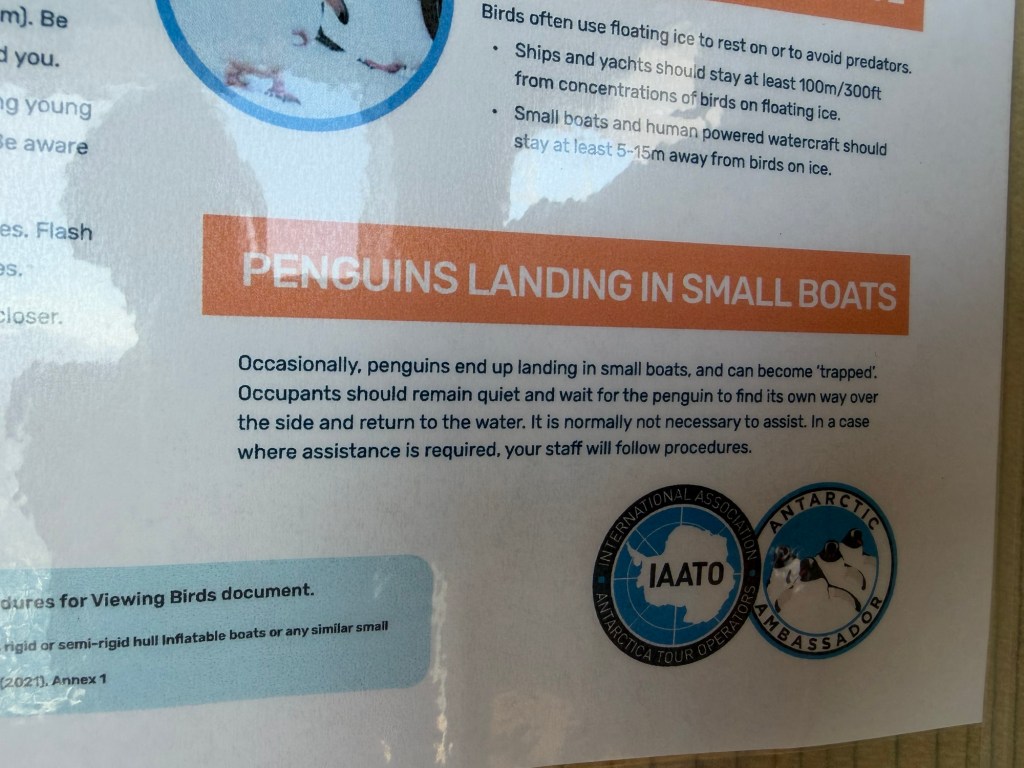 m). Be
d you.
ng young
Be aware
es. Flash
es.
closer.
Birds often use floating ice to rest on or to avoid predators.
• Ships and yachts should stay at least 100m/300ft
from concentrations of birds on floating ice.
• Small boats and human powered watercraft should
stay at least 5-15m away from birds on ice.
PENGUINS LANDING IN SMALL BOATS
Occasionally, penguins end up landing in small boats, and can become 'trapped'.
Occupants should remain quiet and wait for the penguin to find its own way over
the side and return to the water. It is normally not necessary to assist. In a case
where assistance is required, your staff will follow procedures.
dures for Viewing Birds document.
rigid or semi-rigid hull Inflatable boats or any similar small
(2021). Annex 1
INTERNATIONAL ASSOCIATION
IAATO
ANTARCTICA TOUR OPERATORS
ANTARCTIC
AMBASSADOR